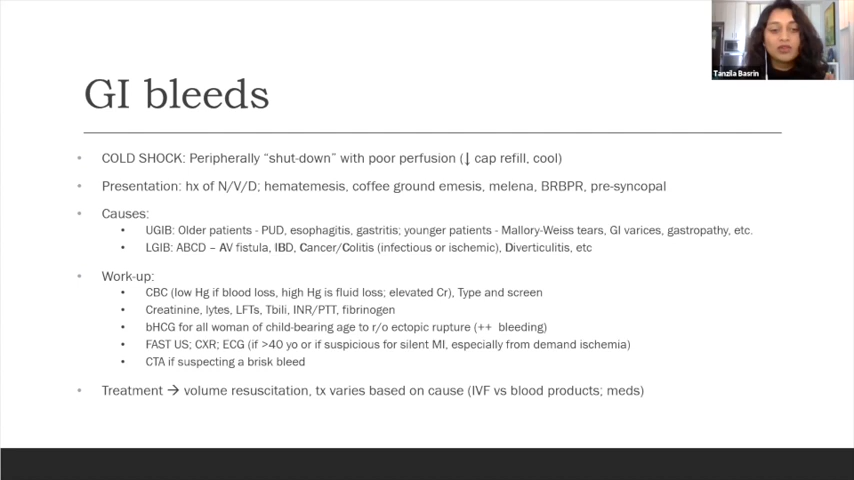 Tanzila Basrin
GI bleeds
• COLD SHOCK: Peripherally “shut-down” with poor perfusion (↓ cap refill, cool)
• Presentation: hx of N/V/D; hematemesis, coffee ground emesis, melena, BRBPR, pre-syncopal
• Causes:
• UGIB: Older patients - PUD, esophagitis, gastritis; younger patients - Mallory-Weiss tears, GI varices, gastropathy, etc.
• LGIB: ABCD – AV fistula, IBD, Cancer/Colitis (infectious or ischemic), Diverticulitis, etc
• Work-up:
• CBC (low Hg if blood loss, high Hg is fluid loss; elevated Cr), Type and screen
• Creatinine, lytes, LFTs, Tbili, INR/PTT, fibrinogen
• bHCG for all woman of child-bearing age to r/o ectopic rupture (++ bleeding)
• FAST US; CXR; ECG (if >40 yo or if suspicious for silent MI, especially from demand ischemia)
• CTA if suspecting a brisk bleed
• Treatment → volume resuscitation, tx varies based on cause (IVF vs blood products; meds)